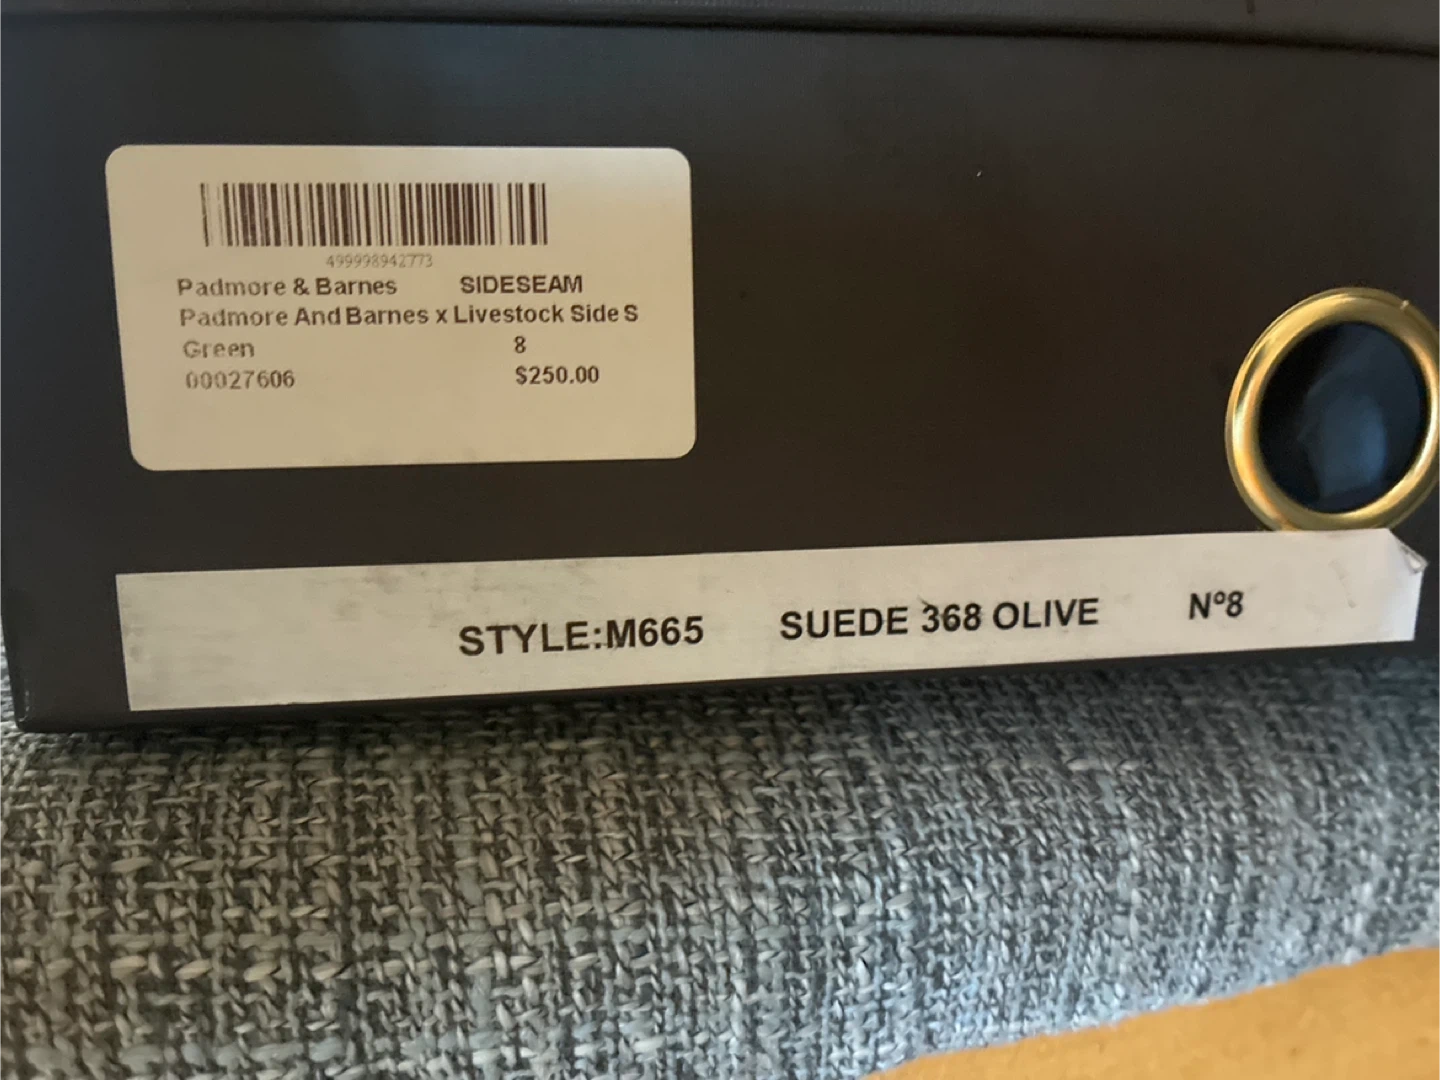 499998942773
Padmore & Barnes SIDESEAM
Padmore And Barnes x Livestock Side S
Green 8
00027606 $250.00
STYLE:M665 SUEDE 368 OLIVE Nº8